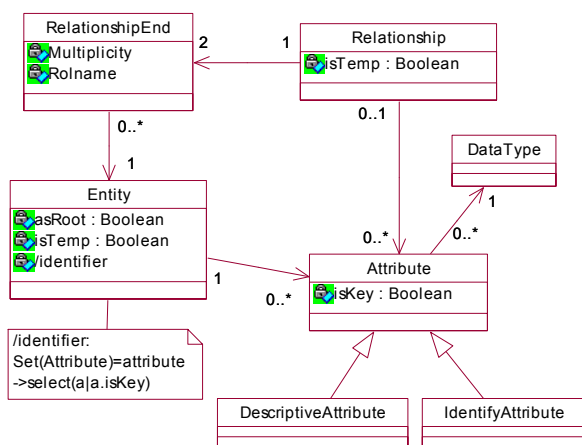 RelationshipEnd
Multiplicity
Rolname
2
1
Relationship
isTemp : Boolean
0..*
1
0..1
DataType
1
0..*
0..*
Entity
asRoot : Boolean
isTemp : Boolean
/identifier
1
0..*
Attribute
isKey : Boolean
/identifier:
Set(Attribute)=attribute
->select(a|a.isKey)
DescriptiveAttribute
IdentifyAttribute